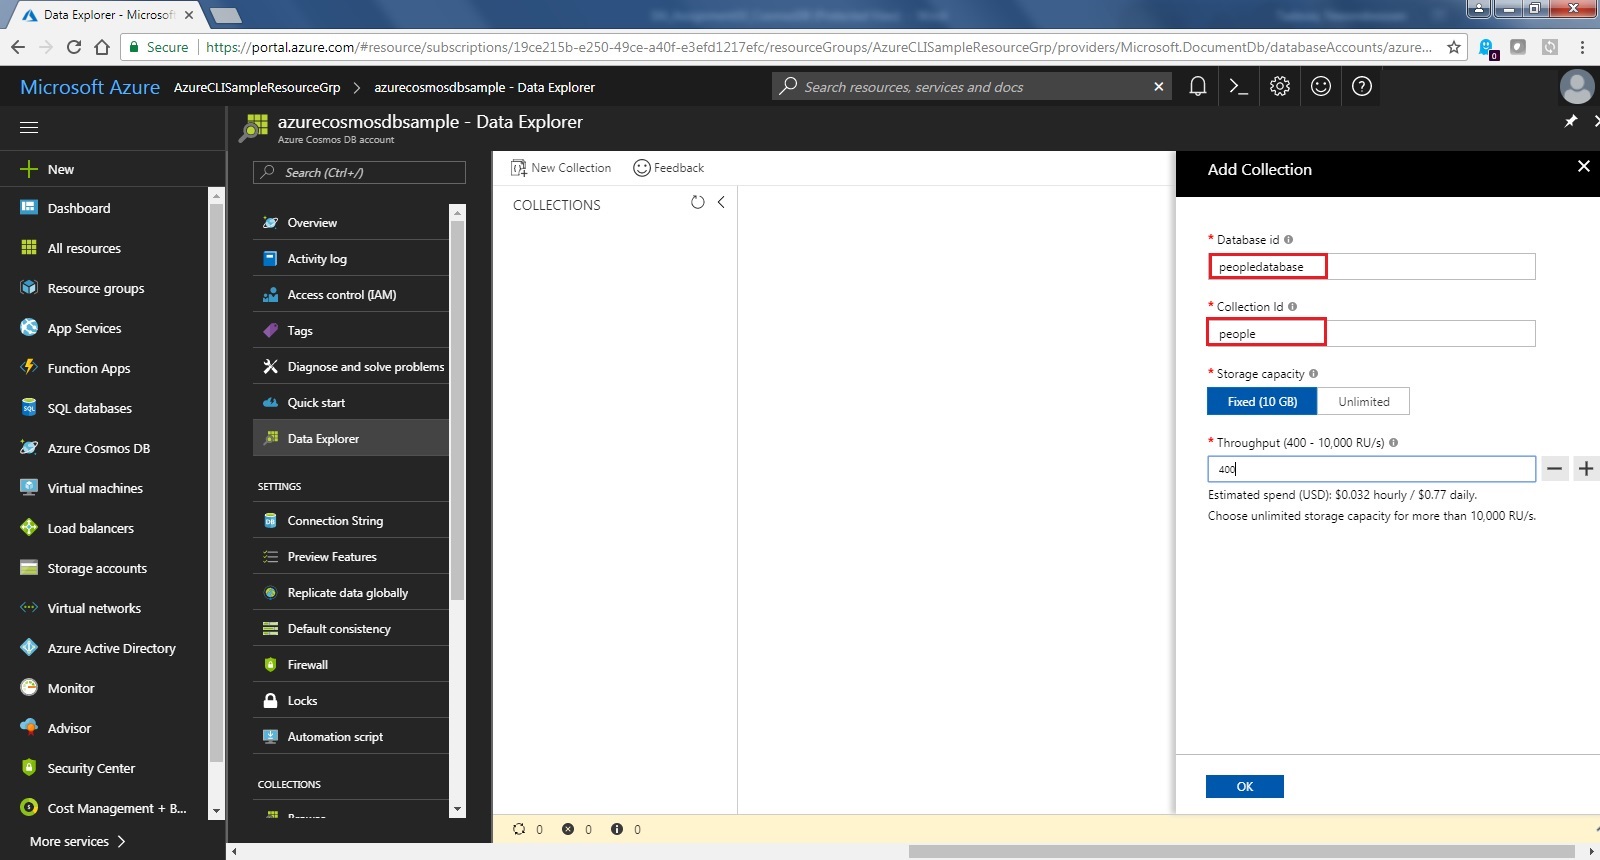 Data Explorer - Microsoft
Secure
https://portal.azure.com/#resource/subscriptions/19ce215b-e250-49ce-a40f-e3efd1217efc/resourceGroups/AzureCLISampleResourceGrp/providers/Microsoft.DocumentDb/databaseAccounts/azure...
0
Microsoft Azure
AzureCLISampleResourceGrp
azurecosmosdbsample - Data Explorer
Search resources, services and docs
New
Dashboard
All resources
Resource groups
App Services
Function Apps
SQL databases
Azure Cosmos DB
Virtual machines
Load balancers
Storage accounts
Virtual networks
Azure Active Directory
Monitor
Advisor
Security Center
Cost Management + B...
More services
azurecosmosdbsample - Data Explorer
Azure Cosmos DB account
Search (Ctrl+/)
Overview
Activity log
Access control (IAM)
Tags
Diagnose and solve problems
Quick start
Data Explorer
SETTINGS
Connection String
Preview Features
Replicate data globally
Default consistency
Firewall
Locks
Automation script
COLLECTIONS
Browse
New Collection
Feedback
COLLECTIONS
0
0
0
Add Collection
* Database id
peopledatabase
* Collection Id
people
* Storage capacity
Fixed (10 GB)
Unlimited
* Throughput (400 - 10,000 RU/s)
400
Estimated spend (USD): $0.032 hourly / $0.77 daily.
Choose unlimited storage capacity for more than 10,000 RU/s.
OK